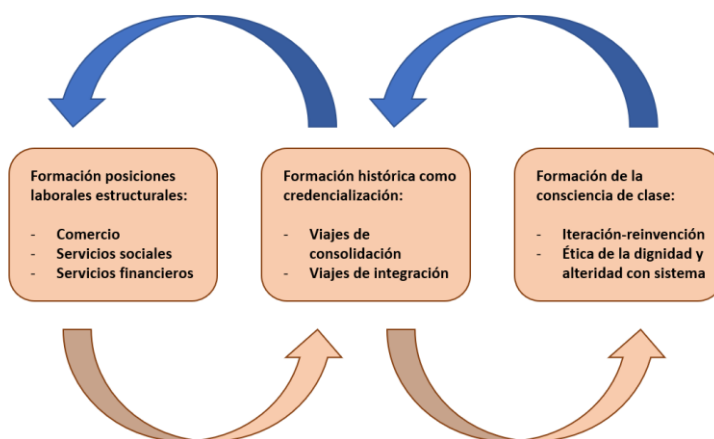 Formación posiciones
laborales estructurales:
- Comercio
- Servicios sociales
- Servicios financieros
Formación histórica como
credencialización:
- Viajes de
consolidación
- Viajes de integración
Formación de la
consciencia de clase:
- Iteración-reinvención
- Ética de la dignidad y
alteridad con sistema